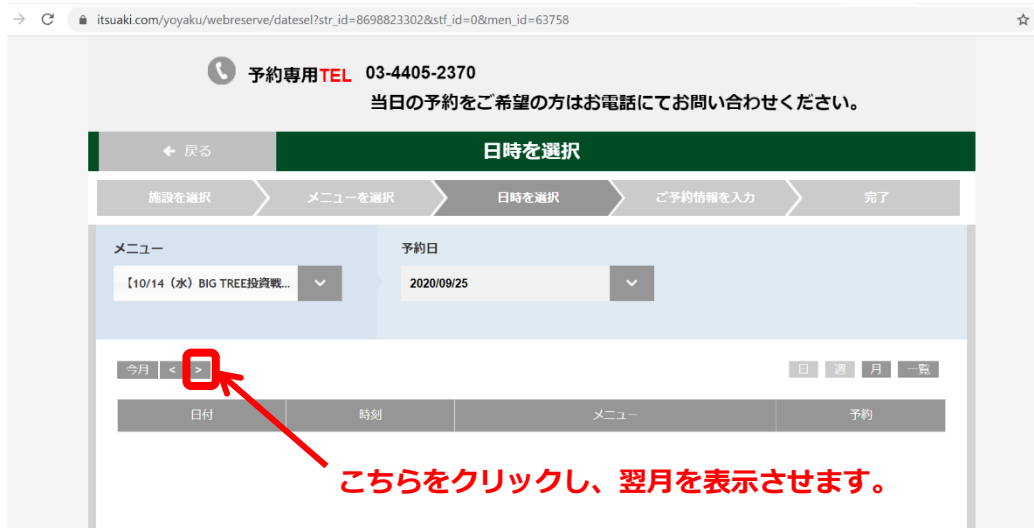 itsuaki.com/yoyaku/webreserve/datesel?str_id=8698823302&stf_id=0&men_id=63758
予約専用TEL 03-4405-2370
当日の予約をご希望の方はお電話にてお問い合わせください。
戻る 日時を選択
施設を選択 メニューを選択 日時を選択 ご予約情報を入力 完了
メニュー 予約日
【10/14（水）BIG TREE投資戦... 2020/09/25
今月 < > 日 週 月 一覧
日付 時刻 メニュー 予約
こちらをクリックし、翌月を表示させます。